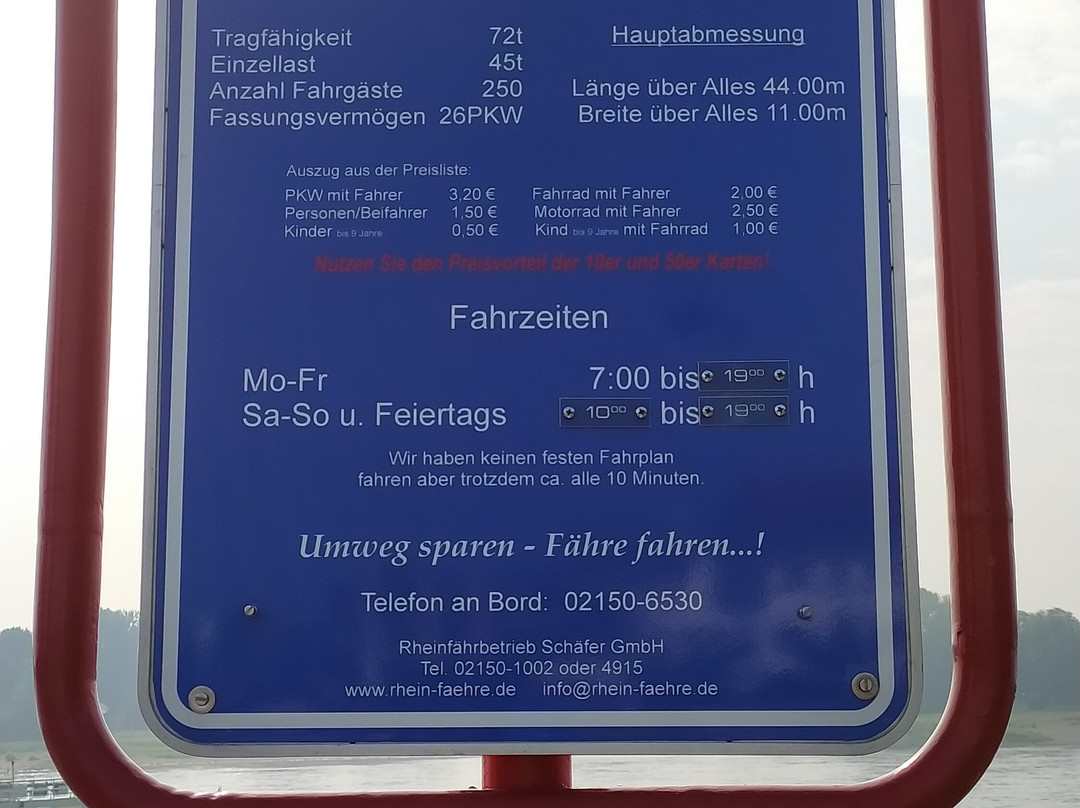 Tragfähigkeit 72t
Einzellast 45t
Anzahl Fahrgäste 250
Fassungsvermögen 26PKW
Hauptabmessung
Länge über Alles 44.00m
Breite über Alles 11.00m
Auszug aus der Preisliste:
PKW mit Fahrer 3,20 €
Personen/Beifahrer 1,50 €
Kinder bis 9 Jahre 0,50 €
Fahrrad mit Fahrer 2,00 €
Motorrad mit Fahrer 2,50 €
Kind bis 9 Jahre mit Fahrrad 1,00 €
Nutzen Sie den Preisvorteil der 10er und 50er Karten!
Fahrzeiten
Mo-Fr 7:00 bis 19⁰⁰ h
Sa-So u. Feiertags 10⁰⁰ bis 19⁰⁰ h
Wir haben keinen festen Fahrplan
fahren aber trotzdem ca. alle 10 Minuten.
Umweg sparen - Fähre fahren...!
Telefon an Bord: 02150-6530
Rheinfährbetrieb Schäfer GmbH
Tel. 02150-1002 oder 4915
www.rhein-faehre.de info@rhein-faehre.de